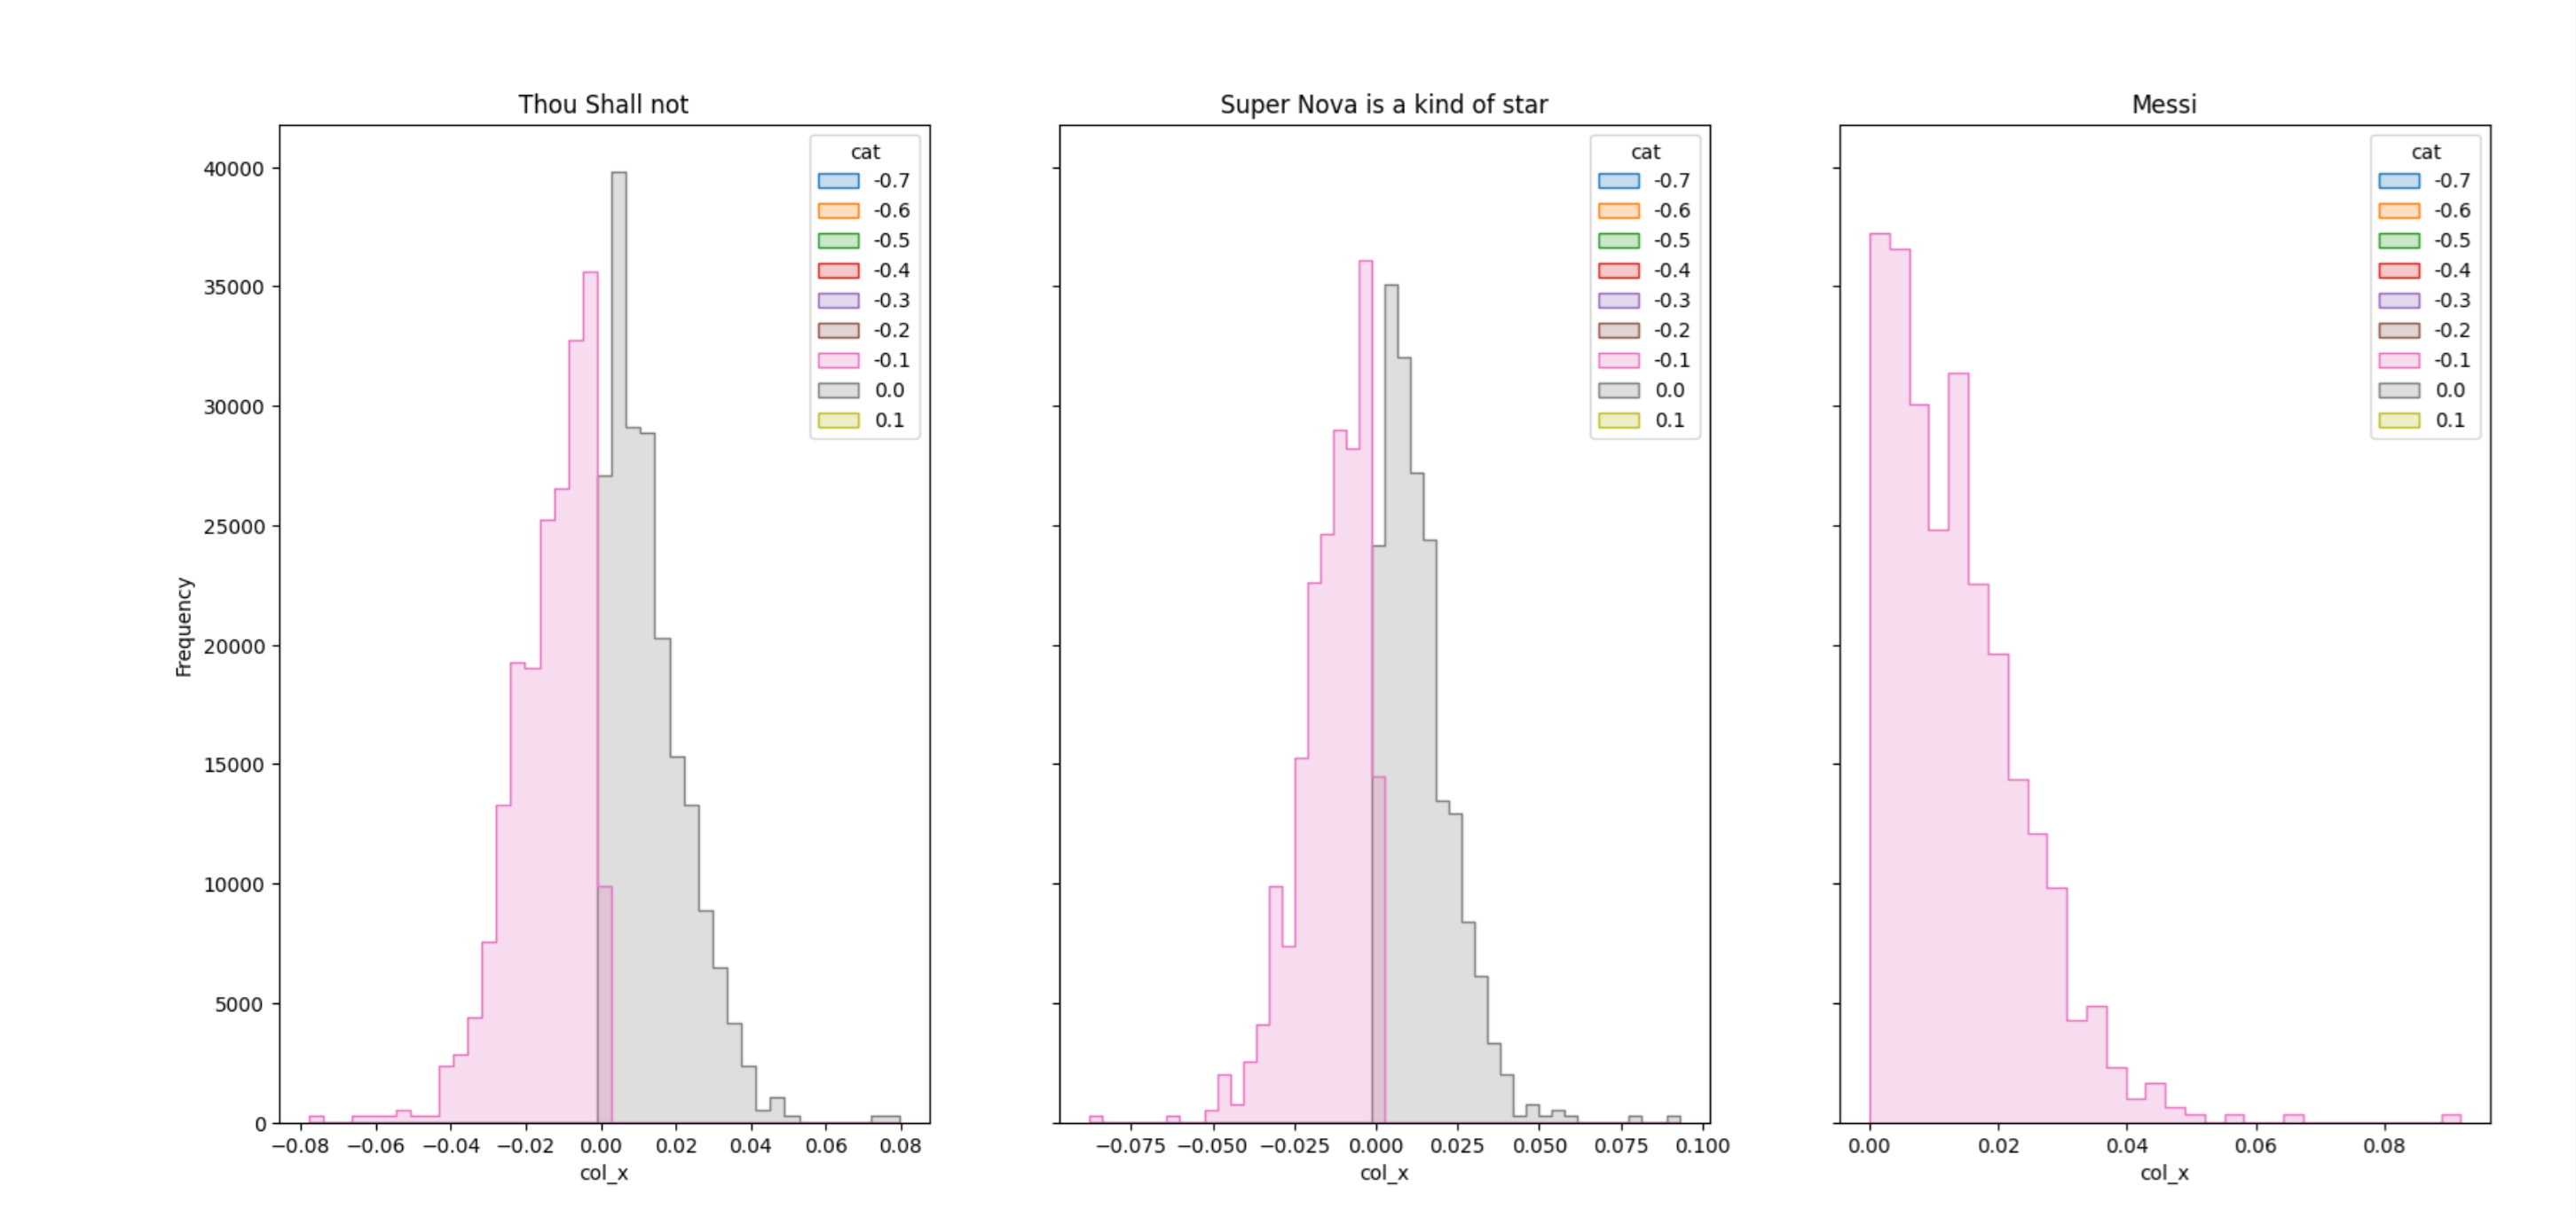 Thou Shall not
Super Nova is a kind of star
Messi
Frequency
40000
35000
30000
25000
20000
15000
10000
5000
0
cat
-0.7
-0.6
-0.5
-0.4
-0.3
-0.2
-0.1
0.0
0.1
−0.08 −0.06 −0.04 −0.02 0.00 0.02 0.04 0.06 0.08
col_x
cat
-0.7
-0.6
-0.5
-0.4
-0.3
-0.2
-0.1
0.0
0.1
−0.075 −0.050 −0.025 0.000 0.025 0.050 0.075 0.100
col_x
cat
-0.7
-0.6
-0.5
-0.4
-0.3
-0.2
-0.1
0.0
0.1
0.00 0.02 0.04 0.06 0.08
col_x